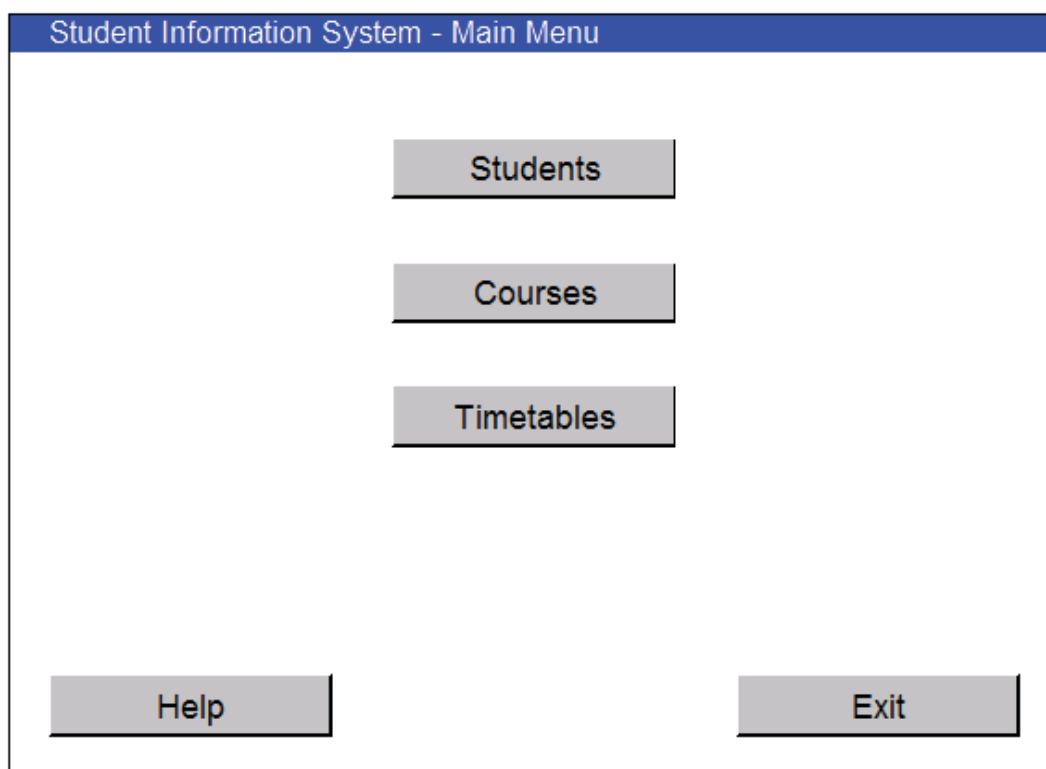 Student Information System - Main Menu
Students
Courses
Timetables
Help
Exit